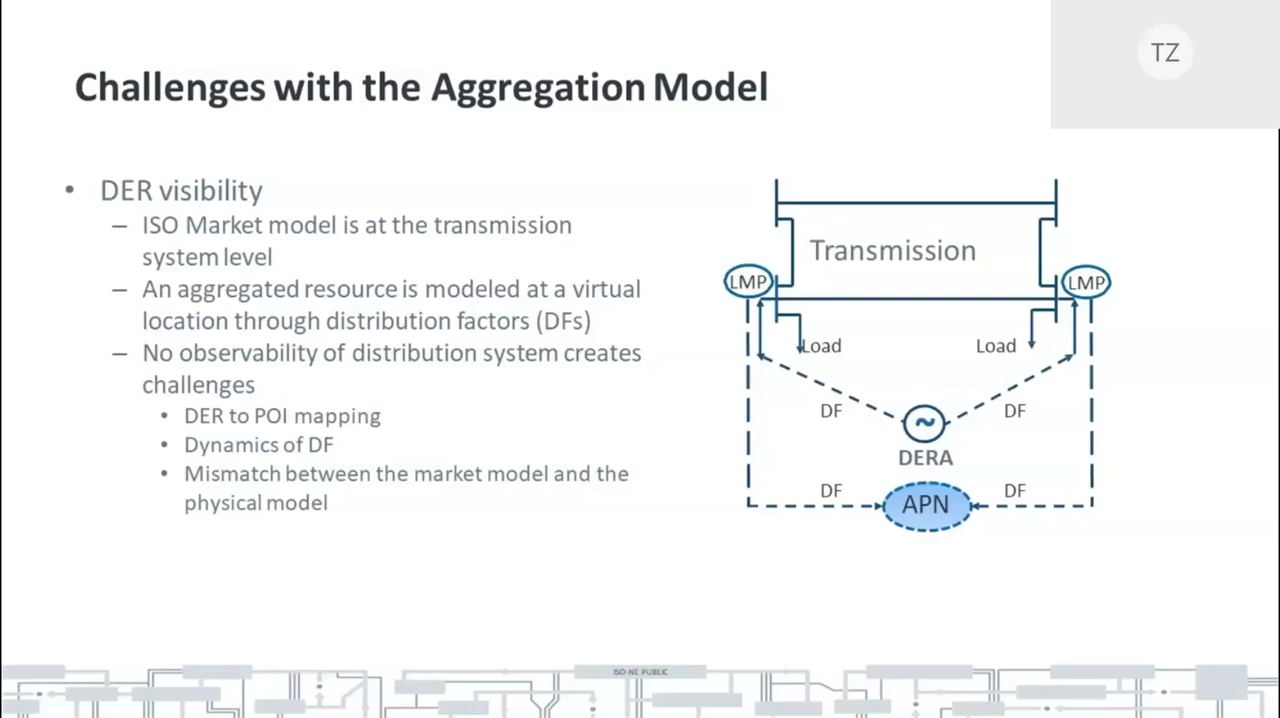 TZ
Challenges with the Aggregation Model
• DER visibility
– ISO Market model is at the transmission
system level
– An aggregated resource is modeled at a virtual
location through distribution factors (DFs)
– No observability of distribution system creates
challenges
• DER to POI mapping
• Dynamics of DF
• Mismatch between the market model and the
physical model
Transmission
LMP
LMP
Load
Load
DF
DF
~
DERA
DF
DF
APN
ISO-NE PUBLIC